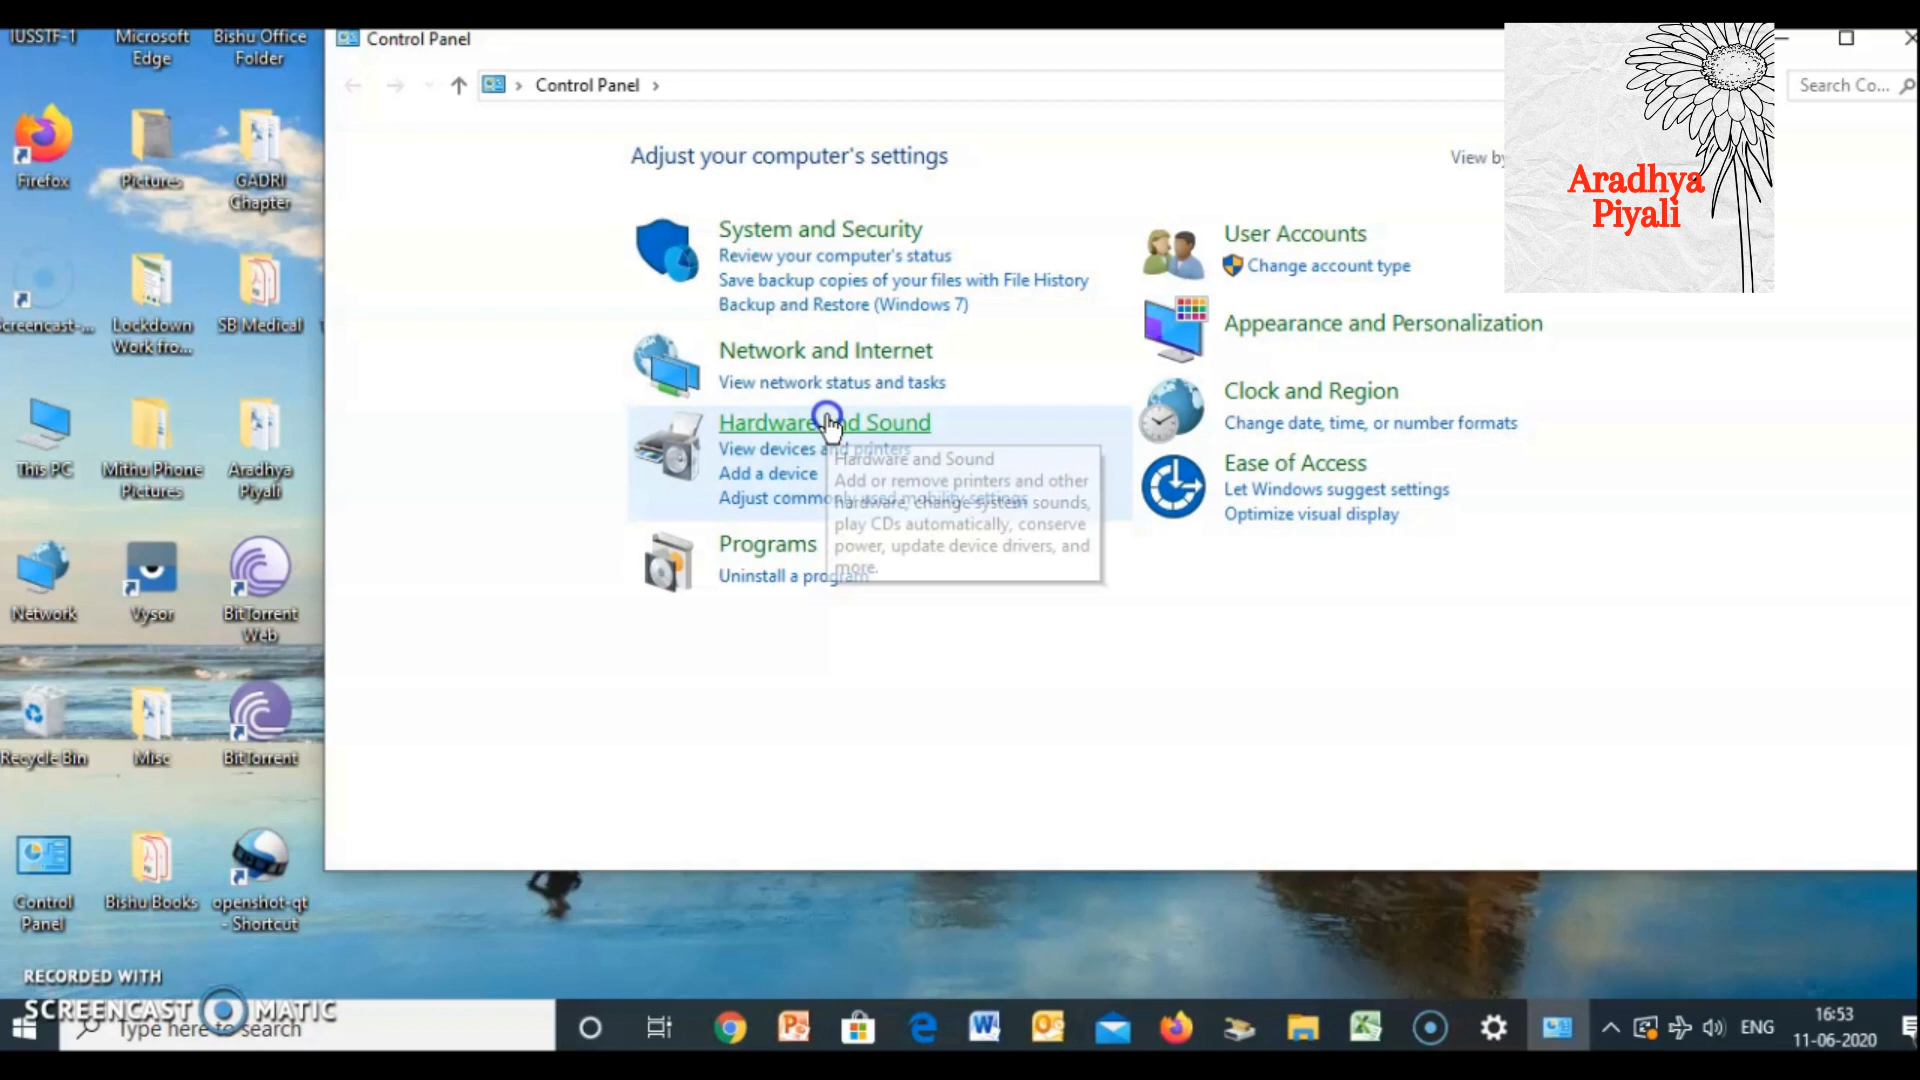 IUSSTF-1
Microsoft
Edge
Bishu Office
Folder
Firefox
Pictures
GADRI
Chapter
creencast-...
Lockdown
Work fro...
SB Medical
This PC
Mithu Phone
Pictures
Aradhya
Piyali
Network
Vysor
BitTorrent
Web
Recycle Bin
Misc
BitTorrent
Control
Panel
Bishu Books
openshot-qt
- Shortcut
Control Panel
Control Panel
Search Co...
Adjust your computer's settings
View by
System and Security
Review your computer's status
Save backup copies of your files with File History
Backup and Restore (Windows 7)
Network and Internet
View network status and tasks
Hardware and Sound
View devices and printers
Add a device
Adjust commonly used mobility settings
Hardware and Sound
Add or remove printers and other
hardware, change system sounds,
play CDs automatically, conserve
power, update device drivers, and
more.
Programs
Uninstall a program
User Accounts
Change account type
Appearance and Personalization
Clock and Region
Change date, time, or number formats
Ease of Access
Let Windows suggest settings
Optimize visual display
Aradhya
Piyali
RECORDED WITH
SCREENCAST MATIC
Type here to search
ENG
16:53
11-06-2020